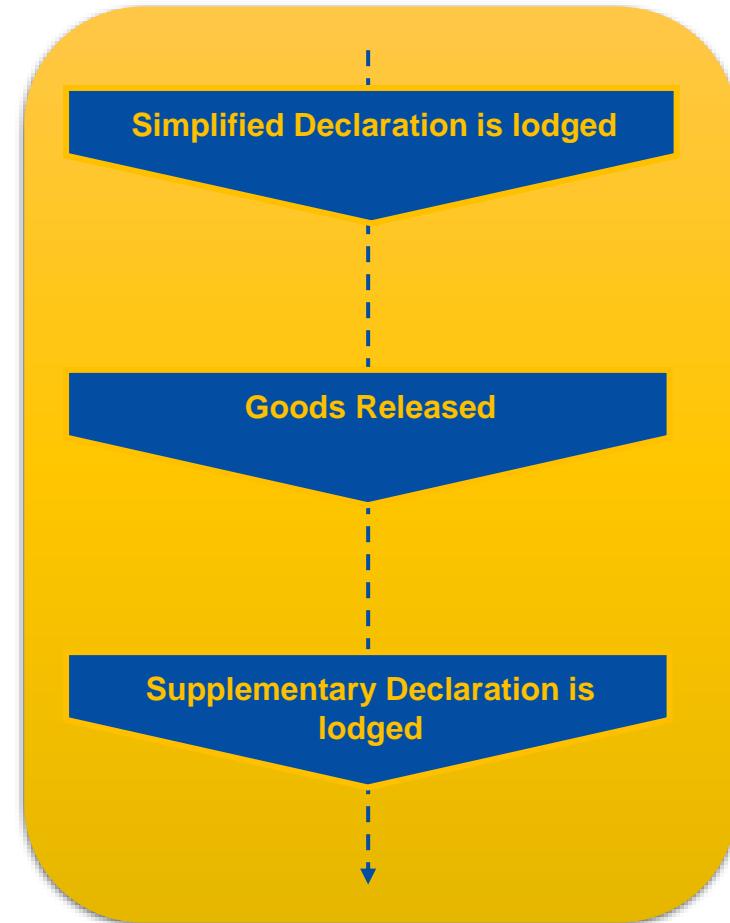 Simplified Declaration is lodged
Goods Released
Supplementary Declaration is
lodged